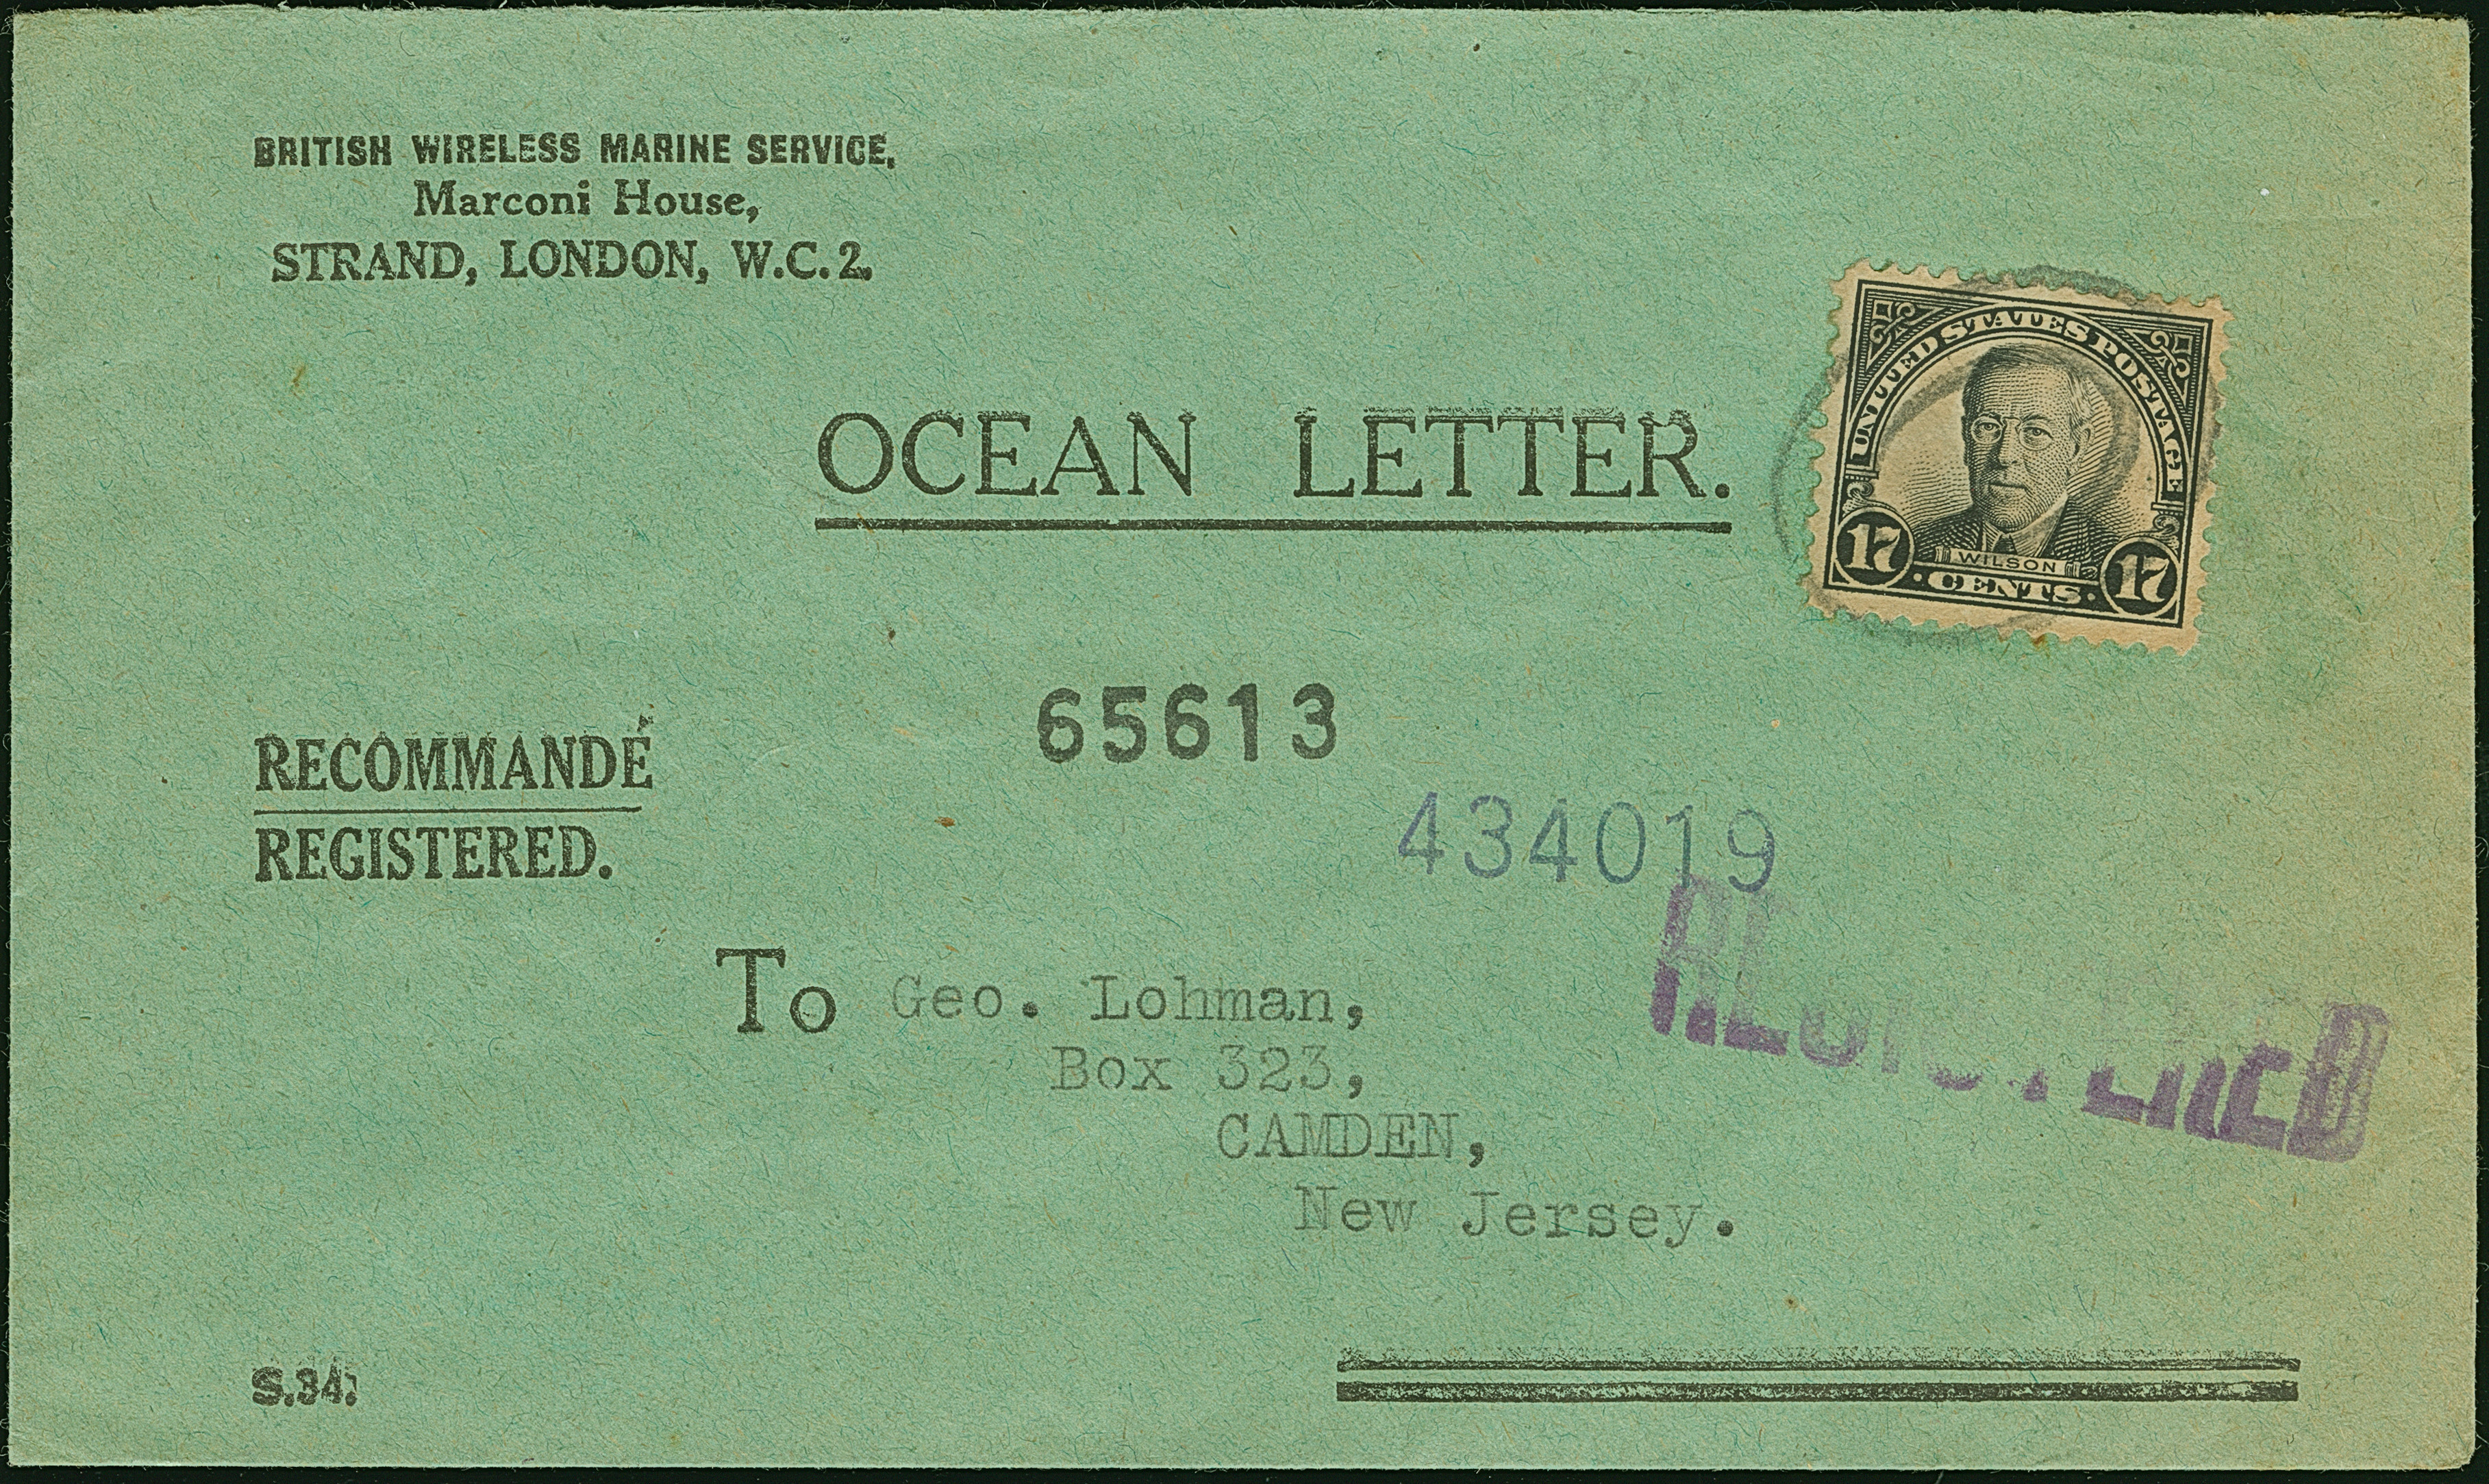 BRITISH WIRELESS MARINE SERVICE,
Marconi House,
STRAND, LONDON, W.C.2.
OCEAN LETTER.
UNITED STATES POSTAGE
WILSON
17 CENTS 17
65613
RECOMMANDÉ
REGISTERED.
434019
REGISTERED
To Geo. Lohman,
Box 323,
CAMDEN,
New Jersey.
S.34.